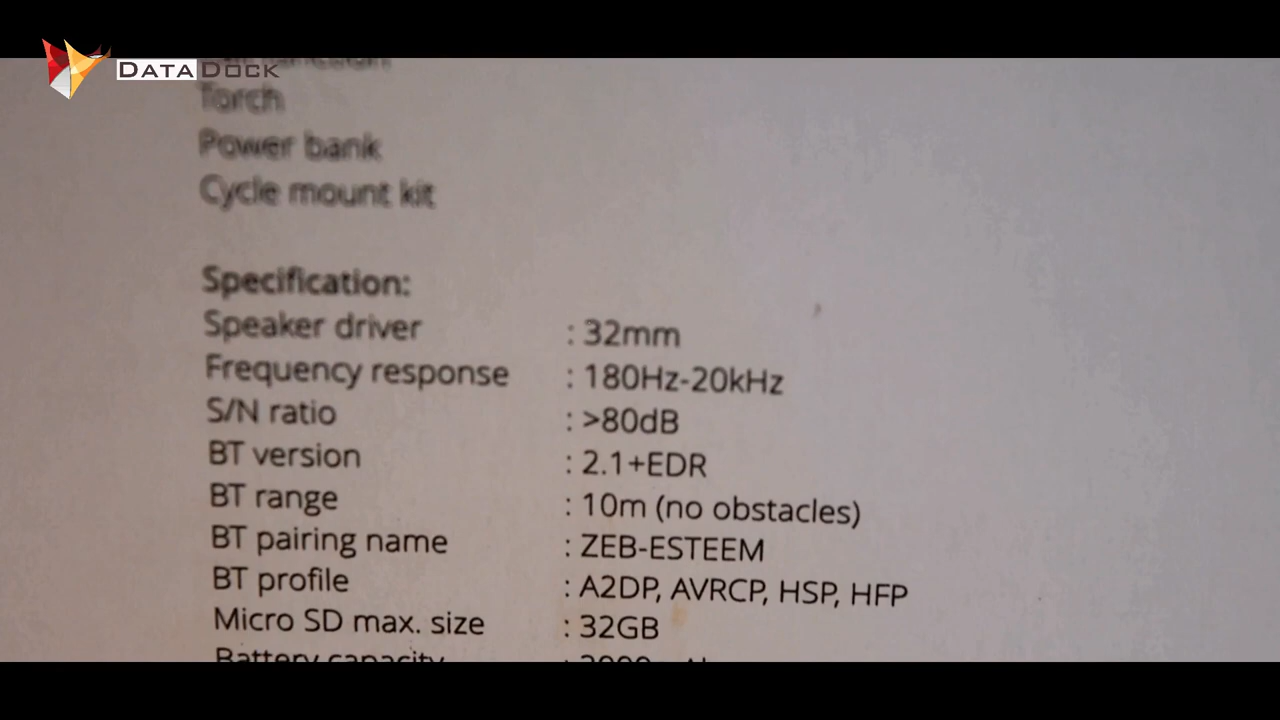 DATADOCK
Torch
Power bank
Cycle mount kit
Specification:
Speaker driver : 32mm
Frequency response : 180Hz-20kHz
S/N ratio : >80dB
BT version : 2.1+EDR
BT range : 10m (no obstacles)
BT pairing name : ZEB-ESTEEM
BT profile : A2DP, AVRCP, HSP, HFP
Micro SD max. size : 32GB
Battery capacity :